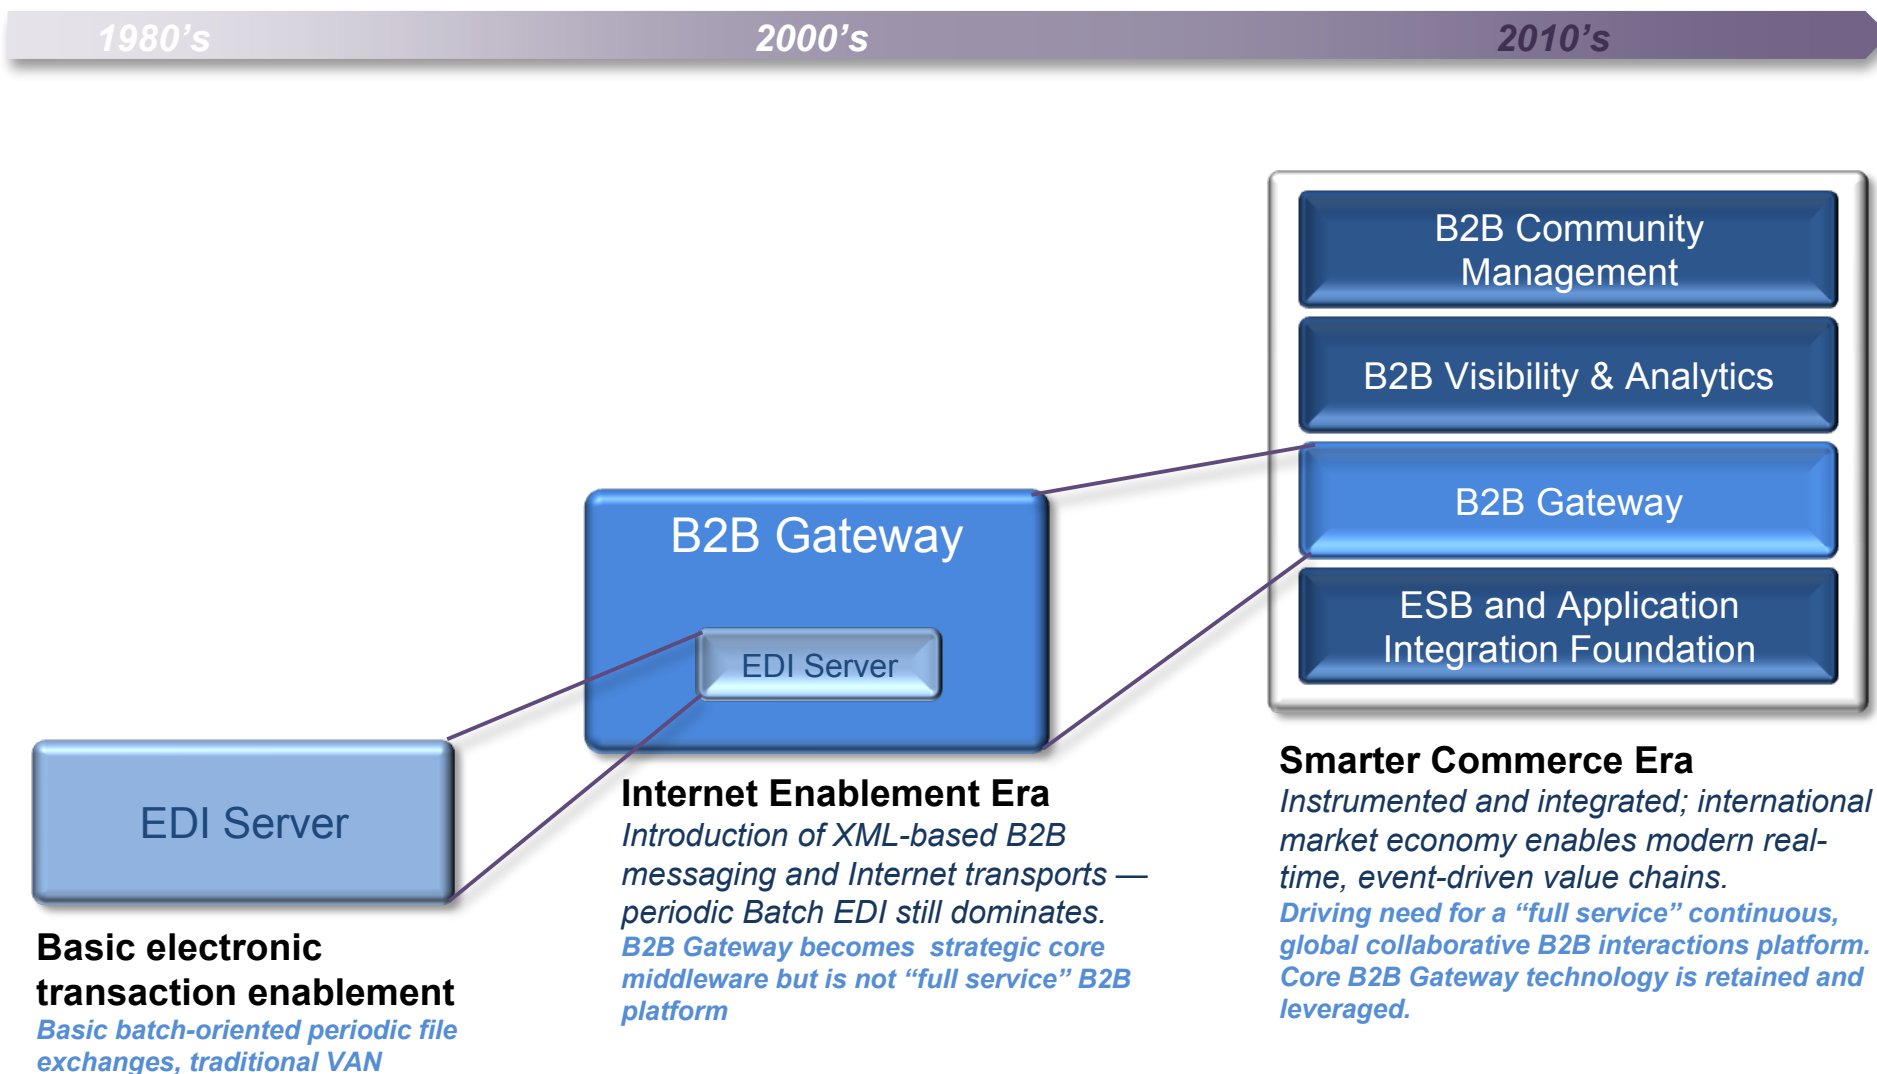 1980’s
2000’s
2010’s
B2B Community
Management
B2B Visibility & Analytics
B2B Gateway
ESB and Application
Integration Foundation
B2B Gateway
EDI Server
EDI Server
Basic electronic
transaction enablement
Basic batch-oriented periodic file
exchanges, traditional VAN
Internet Enablement Era
Introduction of XML-based B2B
messaging and Internet transports —
periodic Batch EDI still dominates.
B2B Gateway becomes  strategic core
middleware but is not “full service” B2B
platform
Smarter Commerce Era
Instrumented and integrated; international
market economy enables modern real-
time, event-driven value chains.
Driving need for a “full service” continuous,
global collaborative B2B interactions platform.
Core B2B Gateway technology is retained and
leveraged.